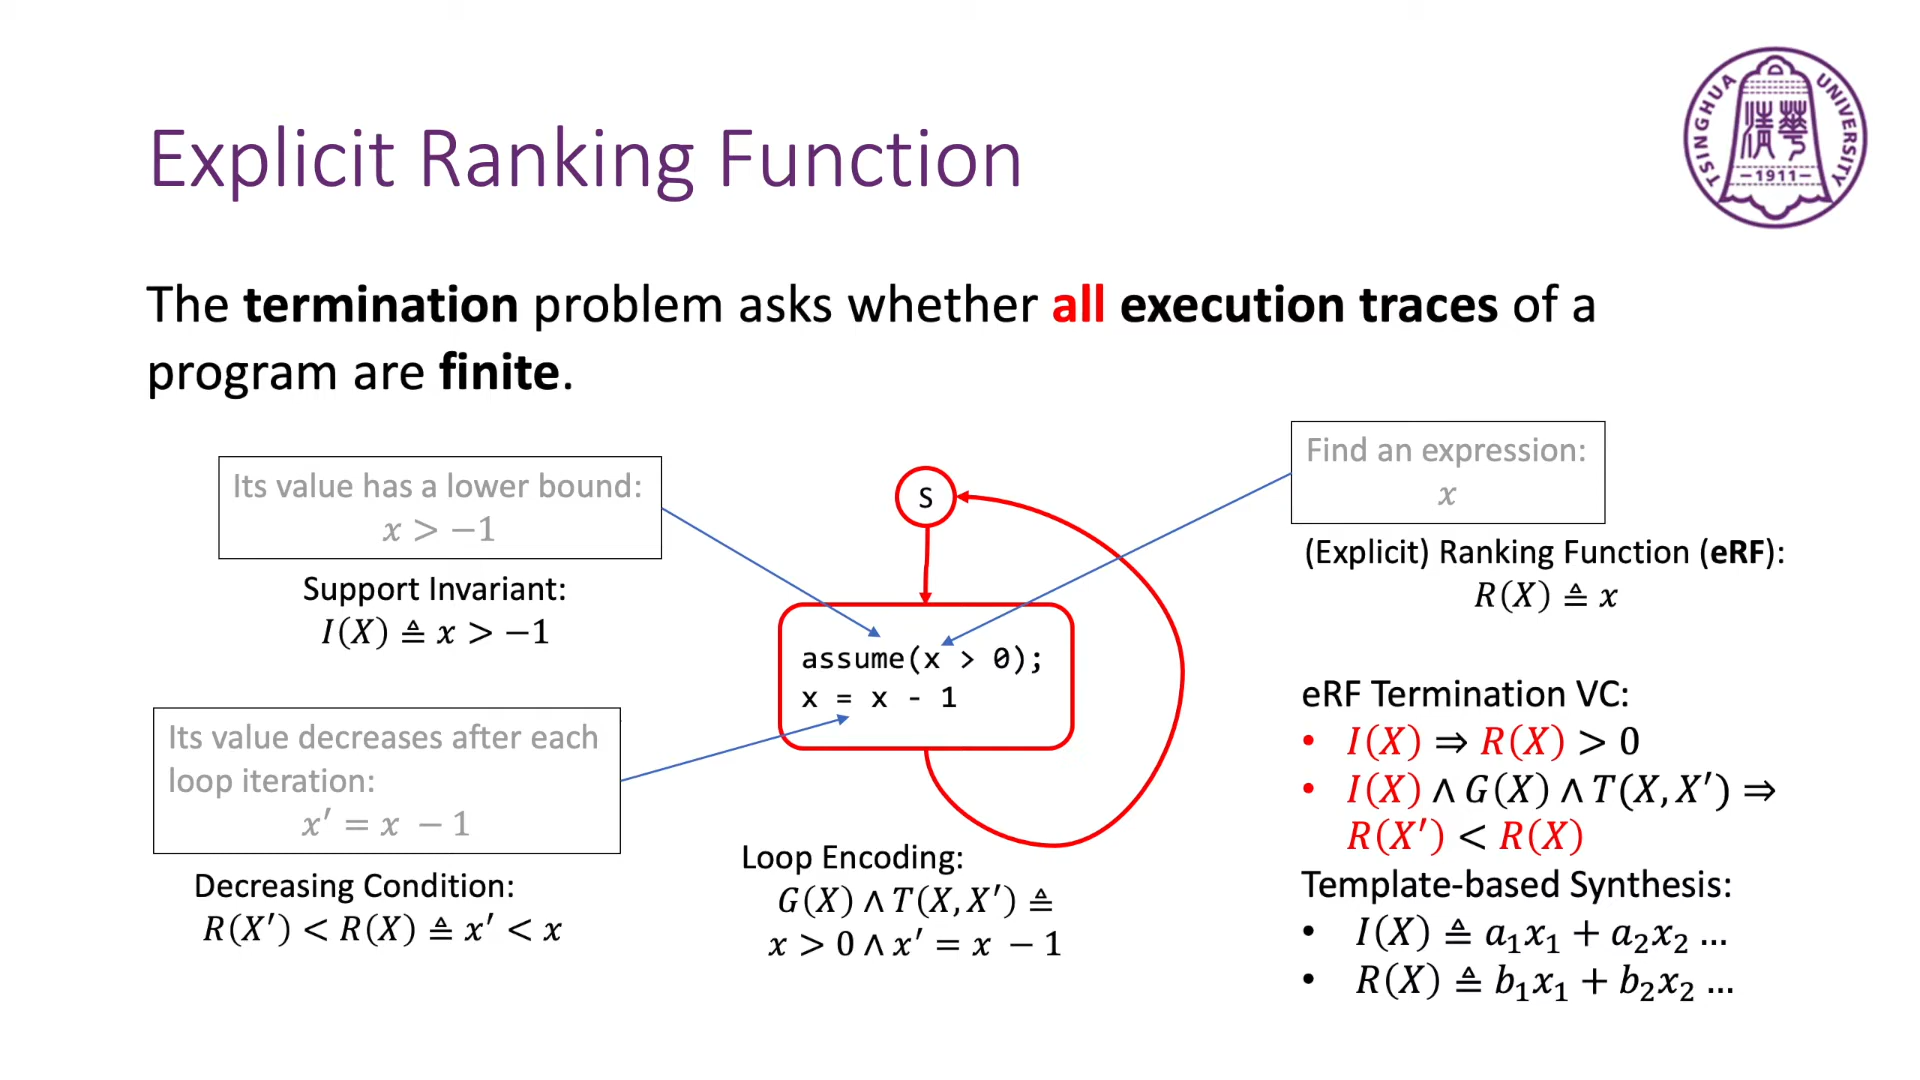 Explicit Ranking Function
TSINGHUA UNIVERSITY
清華
–1911–
The termination problem asks whether all execution traces of a
program are finite.
Its value has a lower bound:
x > −1
Support Invariant:
I(X) ≜ x > −1
Its value decreases after each
loop iteration:
x′ = x − 1
Decreasing Condition:
R(X′) < R(X) ≜ x′ < x
S
assume(x > 0);
x = x - 1
Loop Encoding:
G(X) ∧ T(X, X′) ≜
x > 0 ∧ x′ = x − 1
Find an expression:
x
(Explicit) Ranking Function (eRF):
R(X) ≜ x
eRF Termination VC:
• I(X) ⇒ R(X) > 0
• I(X) ∧ G(X) ∧ T(X, X′) ⇒
R(X′) < R(X)
Template-based Synthesis:
• I(X) ≜ a₁x₁ + a₂x₂ ...
• R(X) ≜ b₁x₁ + b₂x₂ ...